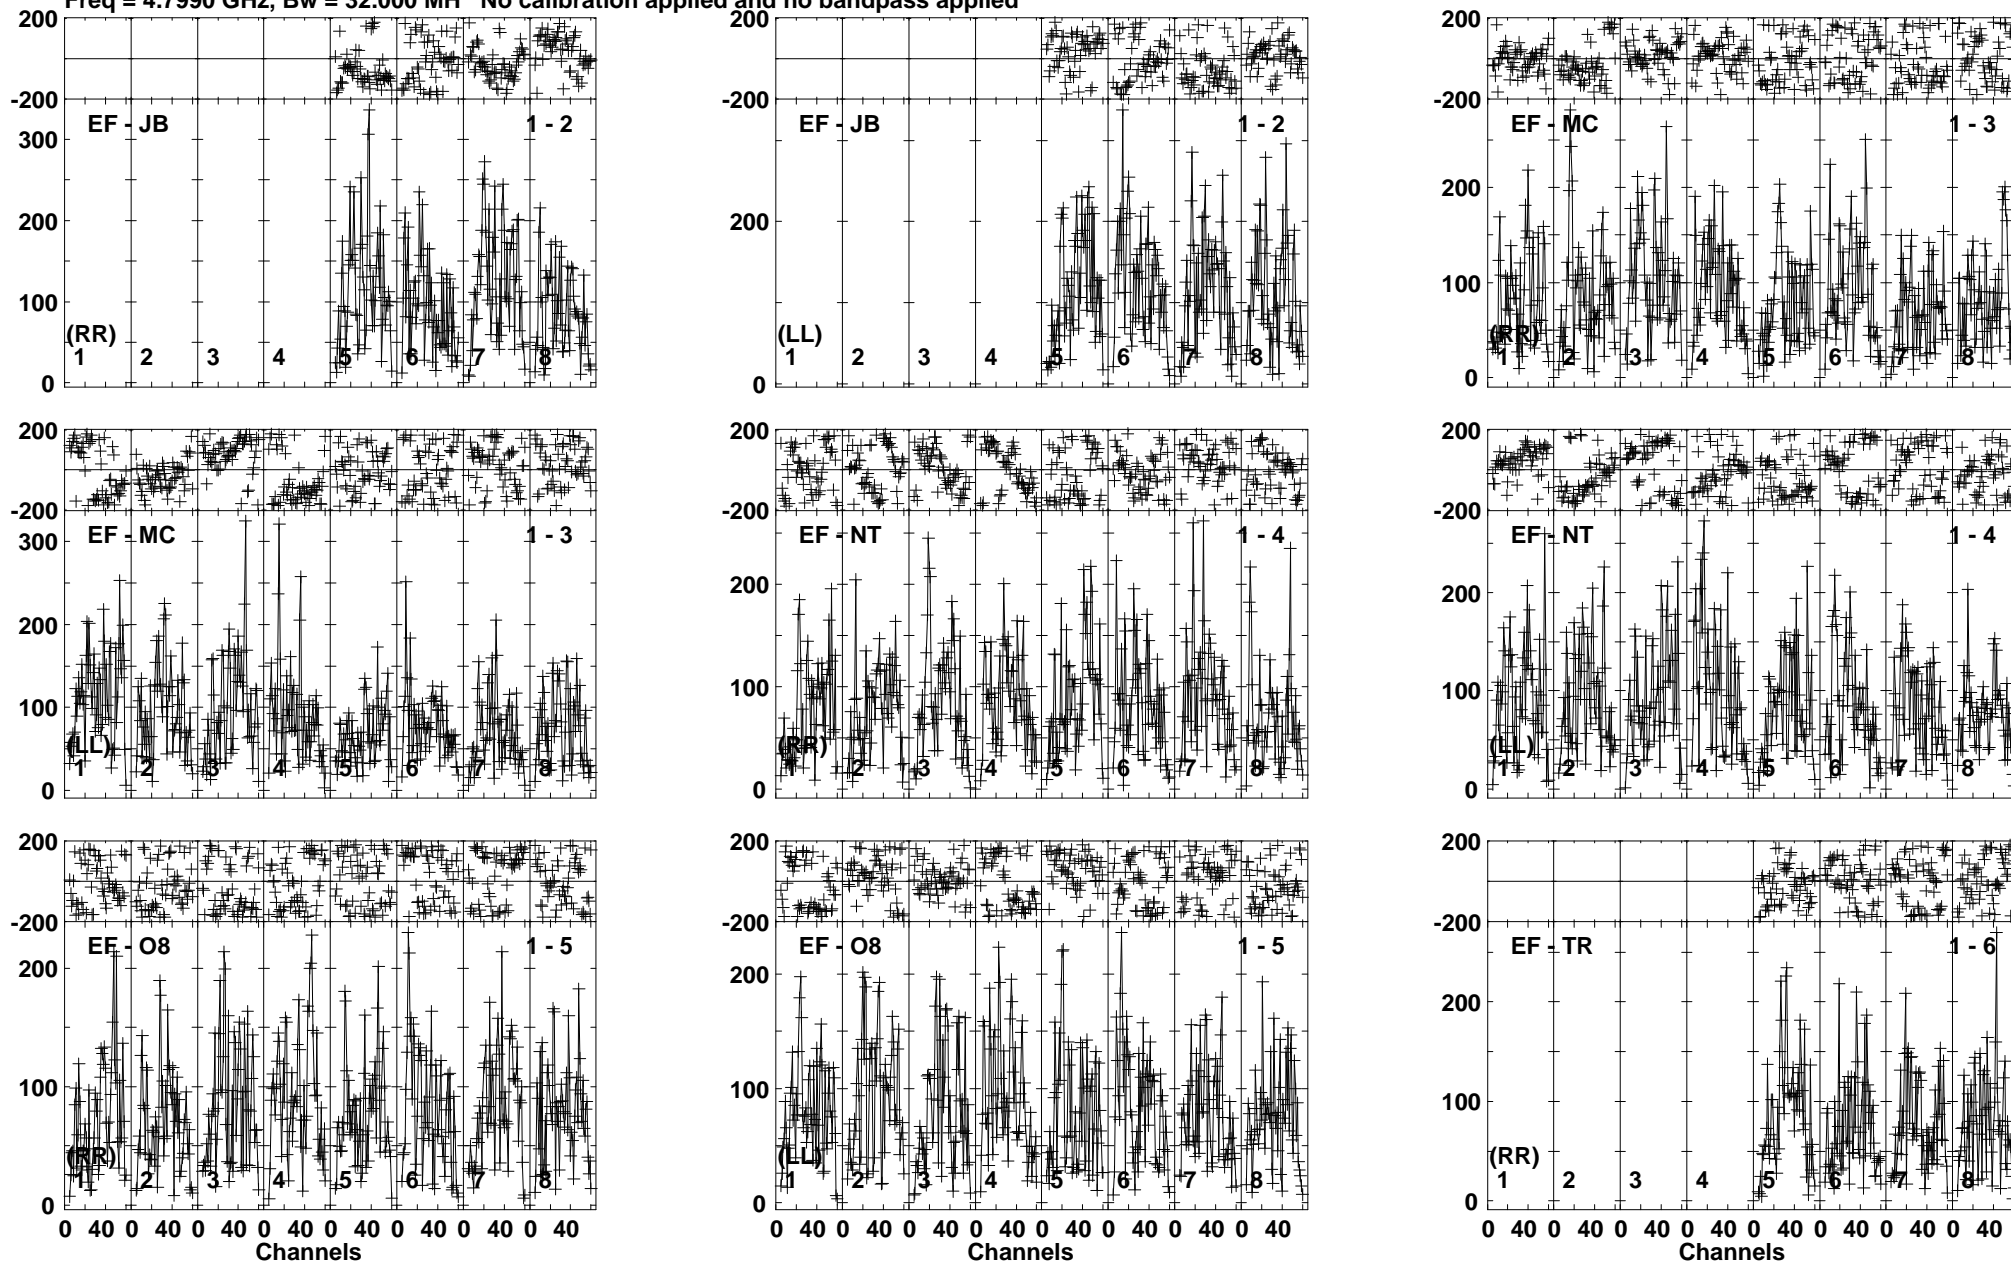 Freq = 4.7990 GHz, Bw = 32.000 MH No calibration applied and no bandpass applied
200 200 200
-200 -200 -200
EF - JB 1 - 2 EF - JB 1 - 2 EF - MC 1 - 3
300
200 200 200
100 100
(RR) (LL) (RR)
1 2 3 4 5 6 7 8 1 2 3 4 5 6 7 8 1 2 3 4 5 6 7 8
0 0 0
200 200 200
-200 -200 -200
EF - MC 1 - 3 EF - NT 1 - 4 EF - NT 1 - 4
300
200 200 200
100 100 100
(LL) (RR) (LL)
1 2 3 4 5 6 7 8 1 2 3 4 5 6 7 8 1 2 3 4 5 6 7 8
0 0 0
200 200 200
-200 -200 -200
EF - O8 1 - 5 EF - O8 1 - 5 EF - TR 1 - 6
200 200 200
100 100 100
(RR) (LL) (RR)
1 2 3 4 5 6 7 8 1 2 3 4 5 6 7 8 1 2 3 4 5 6 7 8
0 0 0
0 40 0 40 0 40 0 40 0 40 0 40 0 40 0 40 0 40 0 40 0 40 0 40 0 40 0 40 0 40 0 40 0 40 0 40 0 40 0 40 0 40 0 40 0 40 0 40
Channels Channels Channels